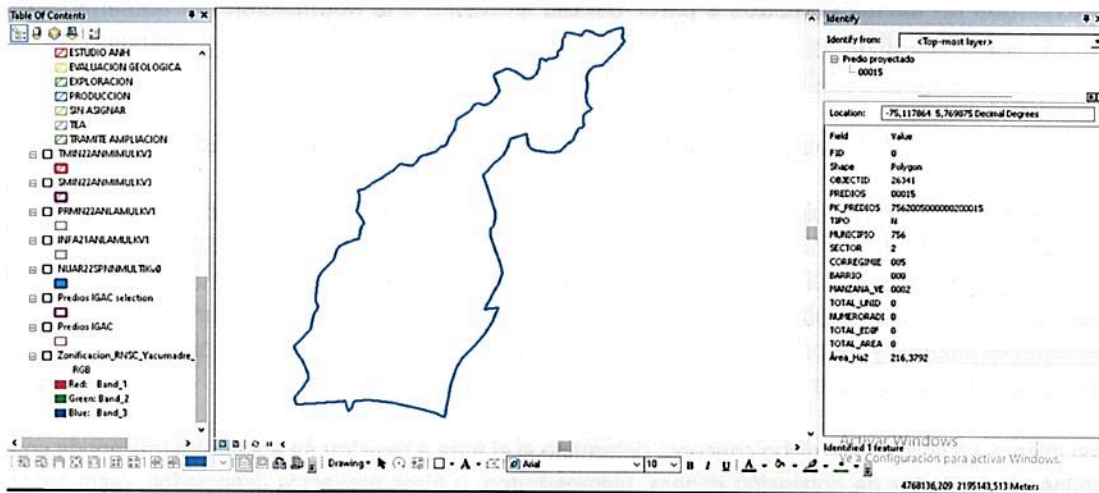 Table Of Contents
ESTUDIO ANH
EVALUACION GEOLOGICA
EXPLORACION
PRODUCCION
SIN ASIGNAR
TEA
TRAMITE AMPLIACION
TMIN22ANMIMULKV3
SMIN22ANMIMULKV3
PRMN22ANLAMULKV1
INFA21ANLAMULKV1
NUAR22SPNNMULTIKv0
Predios IGAC selection
Predios IGAC
Zonificacion_RNSC_Yacumadre_
RGB
Red: Band_1
Green: Band_2
Blue: Band_3
Identify
Identify from: <Top-most layer>
Predio proyectado
00015
Location: -75,117864 5,769875 Decimal Degrees
Field Value
FID 0
Shape Polygon
OBJECTID 26341
PREDIOS 00015
PK_PREDIOS 7562005000000200015
TIPO N
MUNICIPIO 756
SECTOR 2
CORREGIMIE 005
BARRIO 000
MANZANA_VE 0002
TOTAL_UNID 0
NUMERORADI 0
TOTAL_EDIF 0
TOTAL_AREA 0
Área_Ha2 216,3792
Activar Windows
Identified 1 feature
Ve a Configuración para activar Windows.
Drawing Arial 10 B I U A
4768136,209 2195143,513 Meters